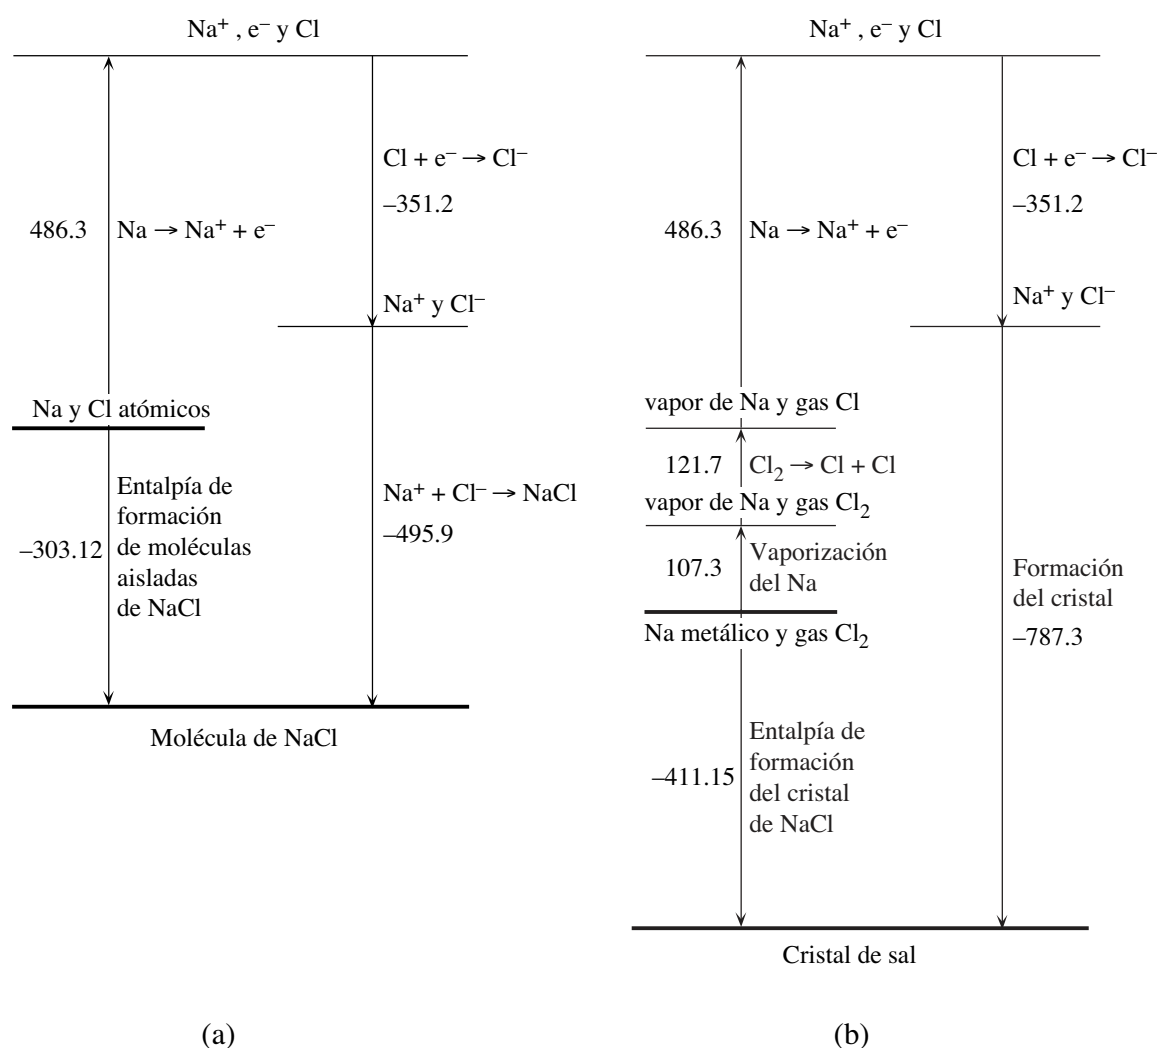 Na⁺ , e⁻ y Cl
Cl + e⁻ → Cl⁻
–351.2
486.3
Na → Na⁺ + e⁻
Na⁺ y Cl⁻
Na y Cl atómicos
Entalpía de
formación
de moléculas
aisladas
de NaCl
–303.12
Na⁺ + Cl⁻ → NaCl
–495.9
Molécula de NaCl
(a)
Na⁺ , e⁻ y Cl
Cl + e⁻ → Cl⁻
–351.2
486.3
Na → Na⁺ + e⁻
Na⁺ y Cl⁻
vapor de Na y gas Cl
121.7
Cl₂ → Cl + Cl
vapor de Na y gas Cl₂
107.3
Vaporización
del Na
Na metálico y gas Cl₂
Formación
del cristal
–787.3
–411.15
Entalpía de
formación
del cristal
de NaCl
Cristal de sal
(b)